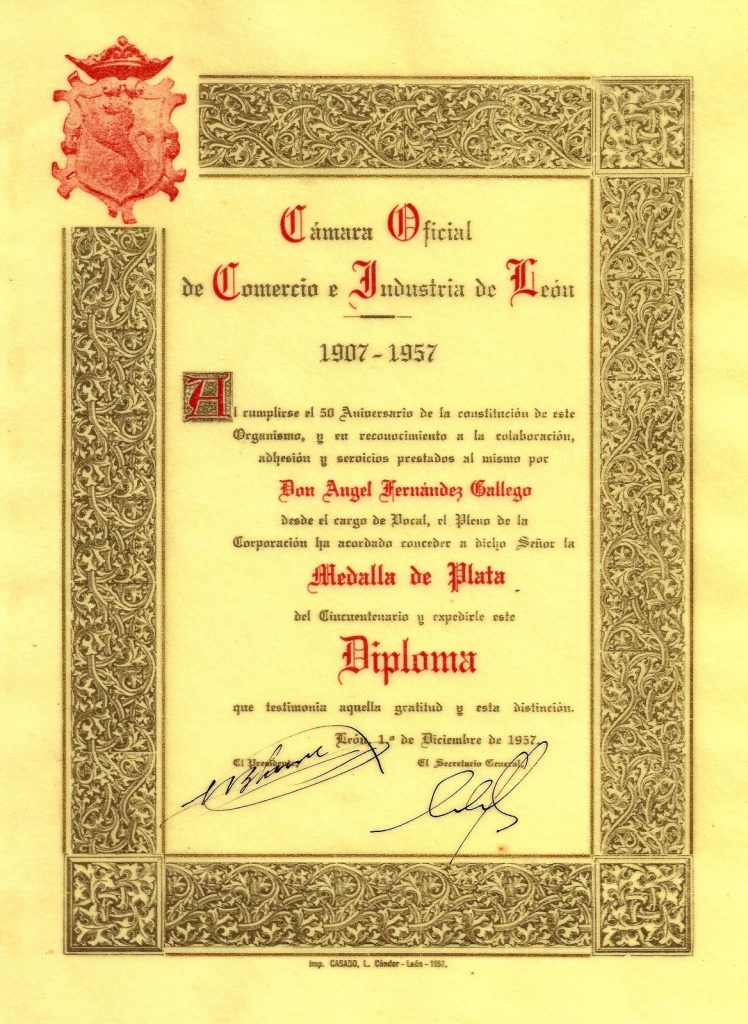 Cámara Oficial
de Comercio e Industria de León
1907-1957
Al cumplirse el 50 Aniversario de la constitución de este
Organismo, y en reconocimiento a la colaboración,
adhesión y servicios prestados al mismo por
Don Angel Fernández Gallego
desde el cargo de Vocal, el Pleno de la
Corporación ha acordado conceder a dicho Señor la
Medalla de Plata
del Cincuentenario y expedirle este
Diploma
que testimonia aquella gratitud y esta distinción.
León, 1.º de Diciembre de 1957
El Presidente, El Secretario General,
Imp. CASADO, L. Cóndor - León - 1957.